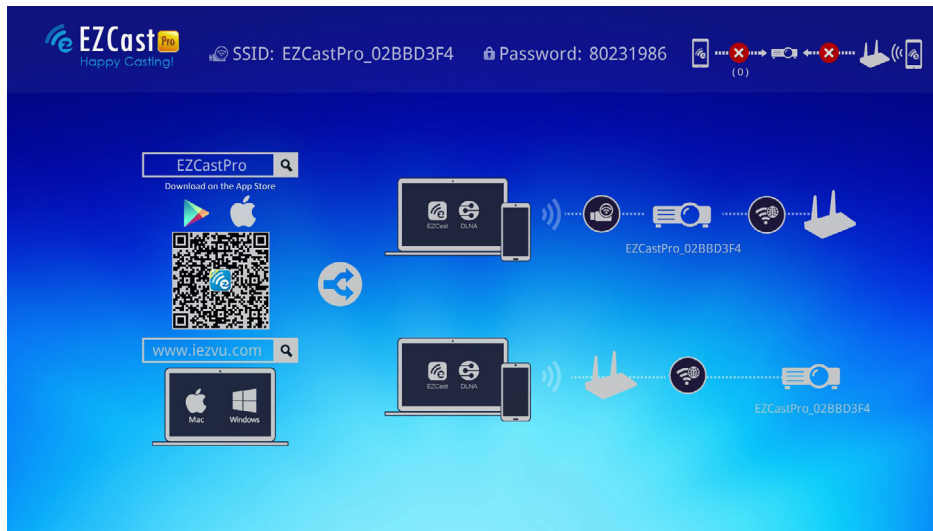 EZCast Pro
Happy Casting!
SSID: EZCastPro_02BBD3F4
Password: 80231986
(0)
EZCastPro
Download on the App Store
www.iezvu.com
Mac
Windows
EZCast
DLNA
EZCastPro_02BBD3F4
EZCast
DLNA
EZCastPro_02BBD3F4